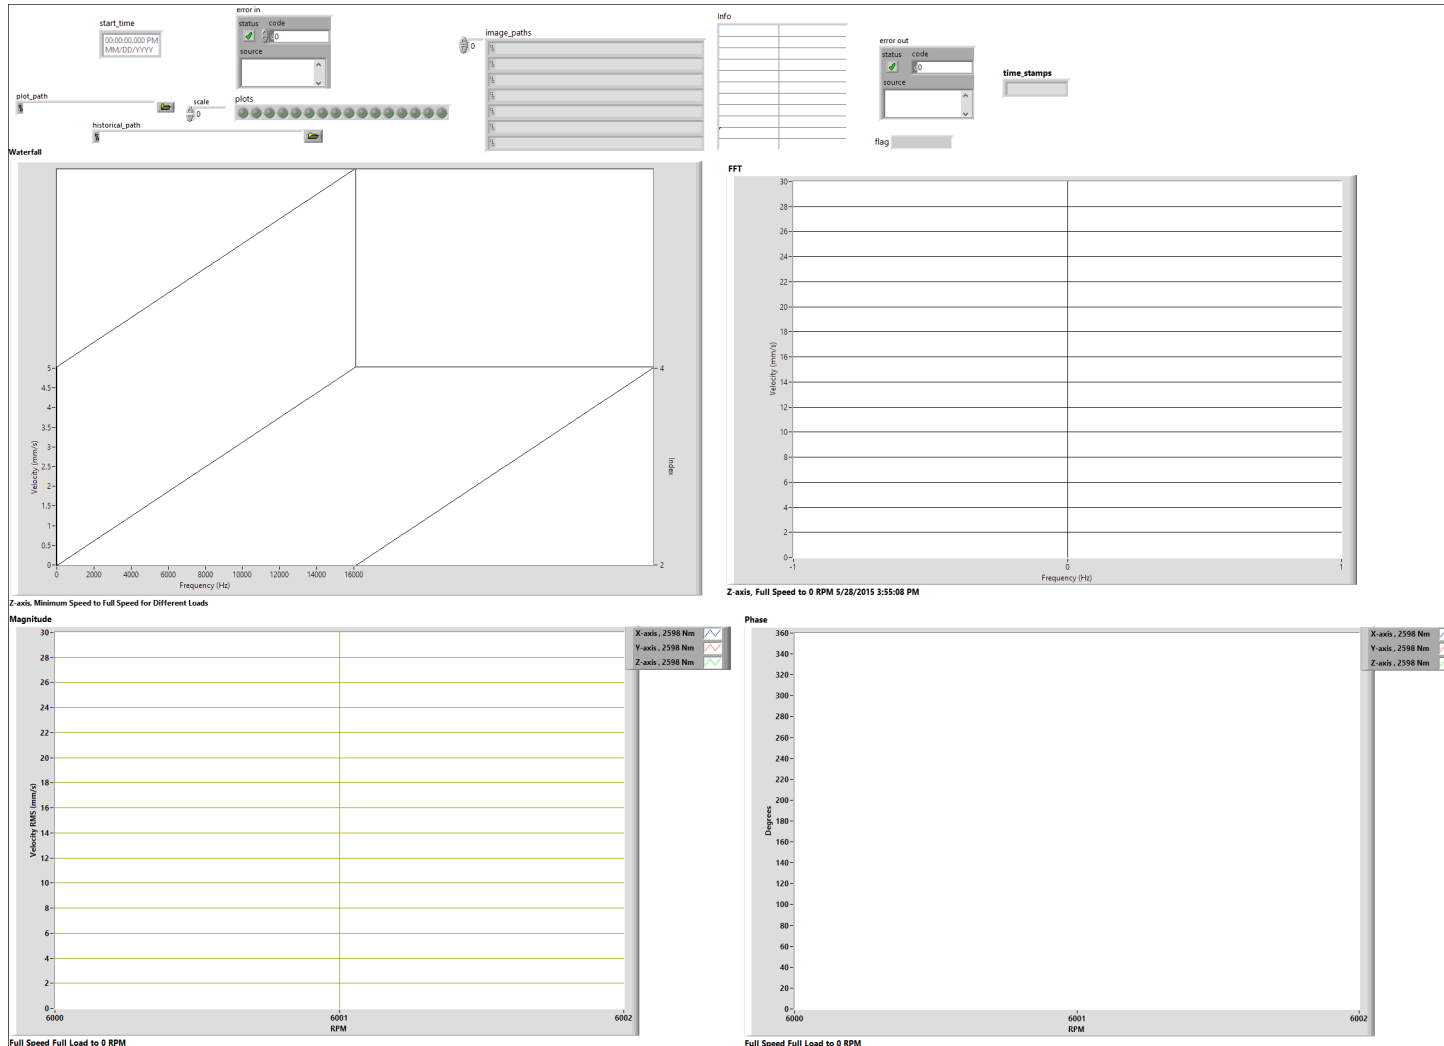 start_time
00:00:00.000 PM
MM/DD/YYYY
error in
status code
0
source
image_paths
0
Info
error out
status code
0
source
time_stamps
plot_path
scale
0
plots
historical_path
flag
Waterfall
5
4.5
4
3.5
3
2.5
2
1.5
1
0.5
0
Velocity (mm/s)
4
2
Index
0 2000 4000 6000 8000 10000 12000 14000 16000
Frequency (Hz)
Z-axis, Minimum Speed to Full Speed for Different Loads
FFT
30
28
26
24
22
20
18
16
14
12
10
8
6
4
2
0
Velocity (mm/s)
-1 0 1
Frequency (Hz)
Z-axis, Full Speed to 0 RPM 5/28/2015 3:55:08 PM
Magnitude
X-axis , 2598 Nm
Y-axis , 2598 Nm
Z-axis , 2598 Nm
30
28
26
24
22
20
18
16
14
12
10
8
6
4
2
0
Velocity RMS (mm/s)
6000 6001 6002
RPM
Full Speed Full Load to 0 RPM
Phase
X-axis , 2598 Nm
Y-axis , 2598 Nm
Z-axis , 2598 Nm
360
340
320
300
280
260
240
220
200
180
160
140
120
100
80
60
40
20
0
Degrees
6000 6001 6002
RPM
Full Speed Full Load to 0 RPM